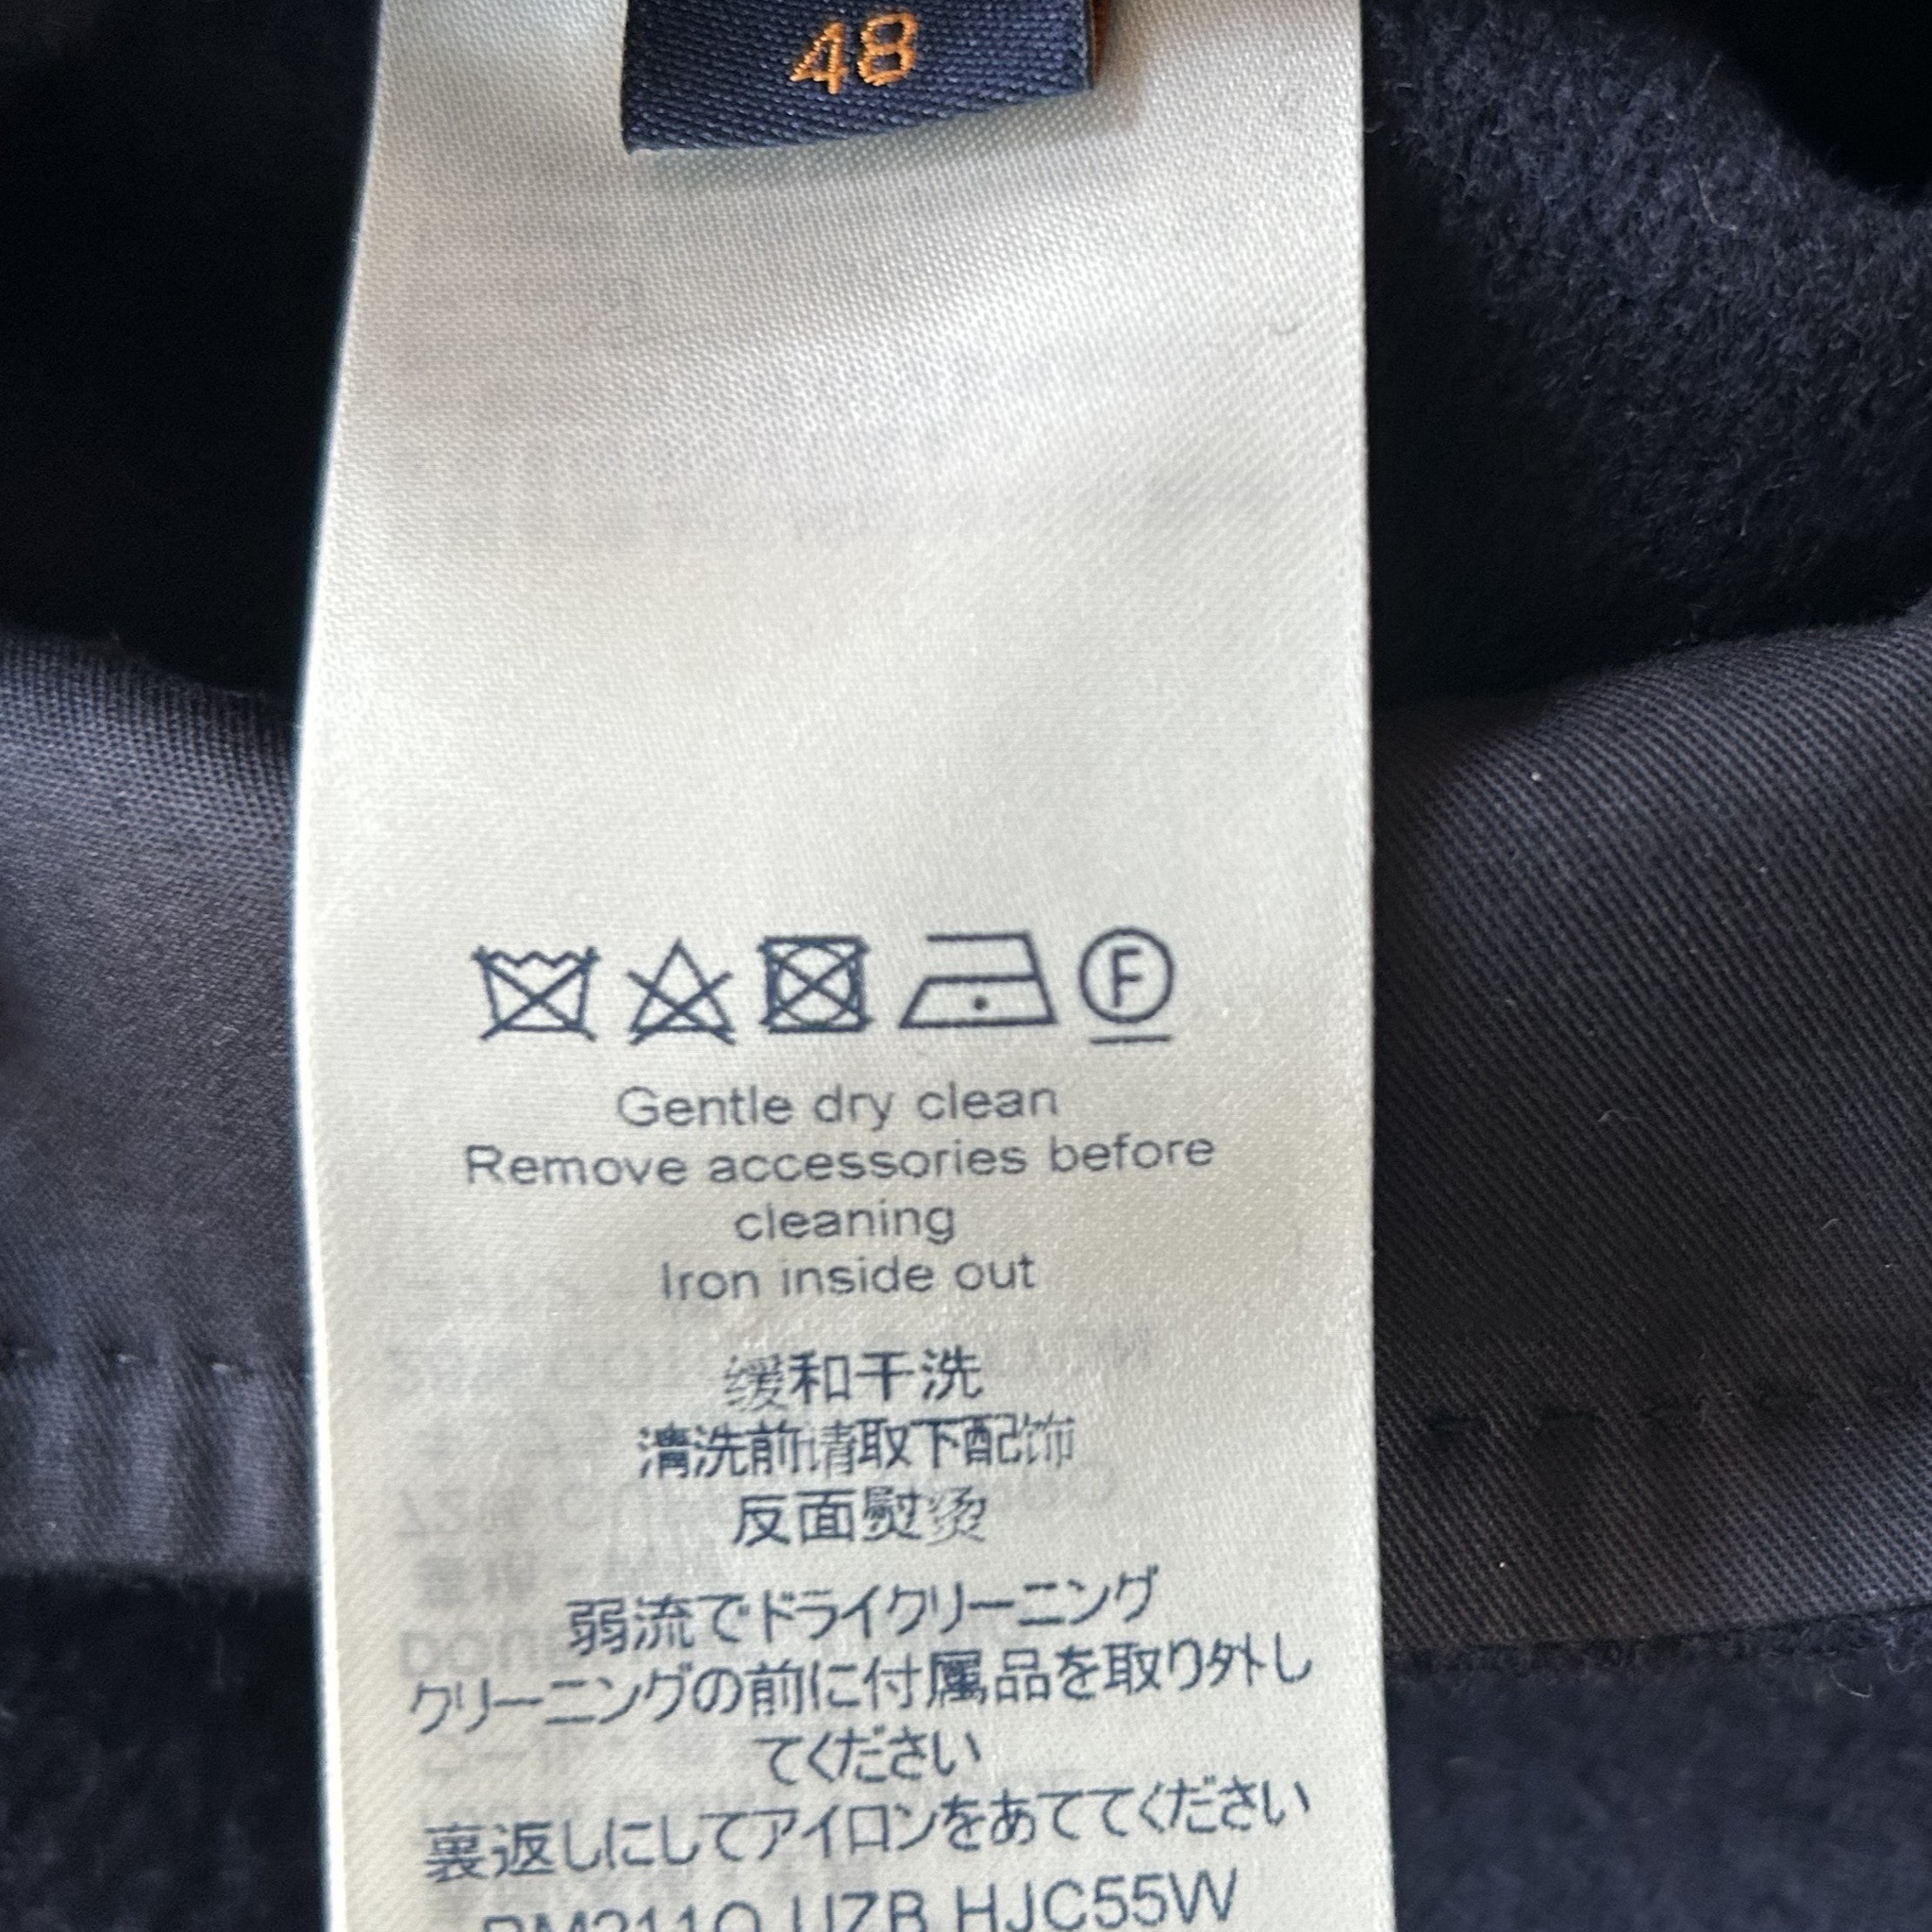 48
F
Gentle dry clean
Remove accessories before
cleaning
Iron inside out
缓和干洗
清洗前请取下配饰
反面熨烫
弱流でドライクリーニング
クリーニングの前に付属品を取り外し
てください
裏返しにしてアイロンをあててください
RM211Q UZB HJC55W